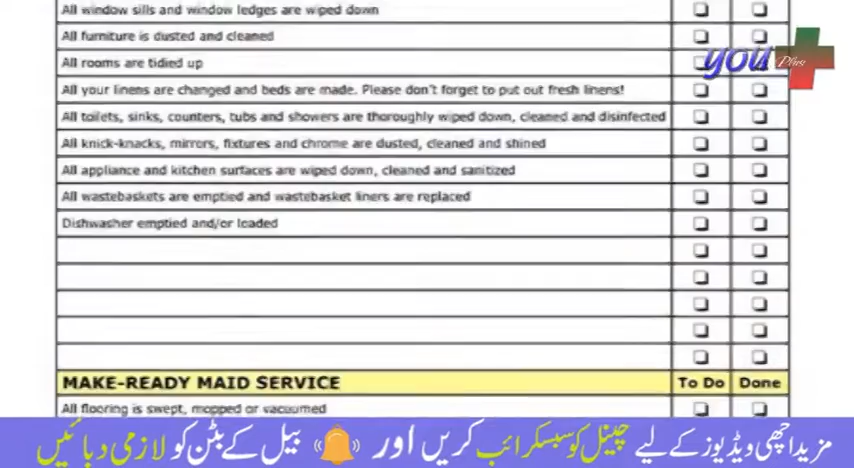 All window sills and window ledges are wiped down
All furniture is dusted and cleaned
All rooms are tidied up
you Plus
All your linens are changed and beds are made. Please don't forget to put out fresh linens!
All toilets, sinks, counters, tubs and showers are thoroughly wiped down, cleaned and disinfected
All knick-knacks, mirrors, fixtures and chrome are dusted, cleaned and shined
All appliance and kitchen surfaces are wiped down, cleaned and sanitized
All wastebaskets are emptied and wastebasket liners are replaced
Dishwasher emptied and/or loaded
MAKE-READY MAID SERVICE To Do Done
All flooring is swept, mopped or vacuumed
مزید اچھی ویڈیوز کے لیے چینل کو سبسکرائب کریں اور بیل کے بٹن کو لازمی دبائیں